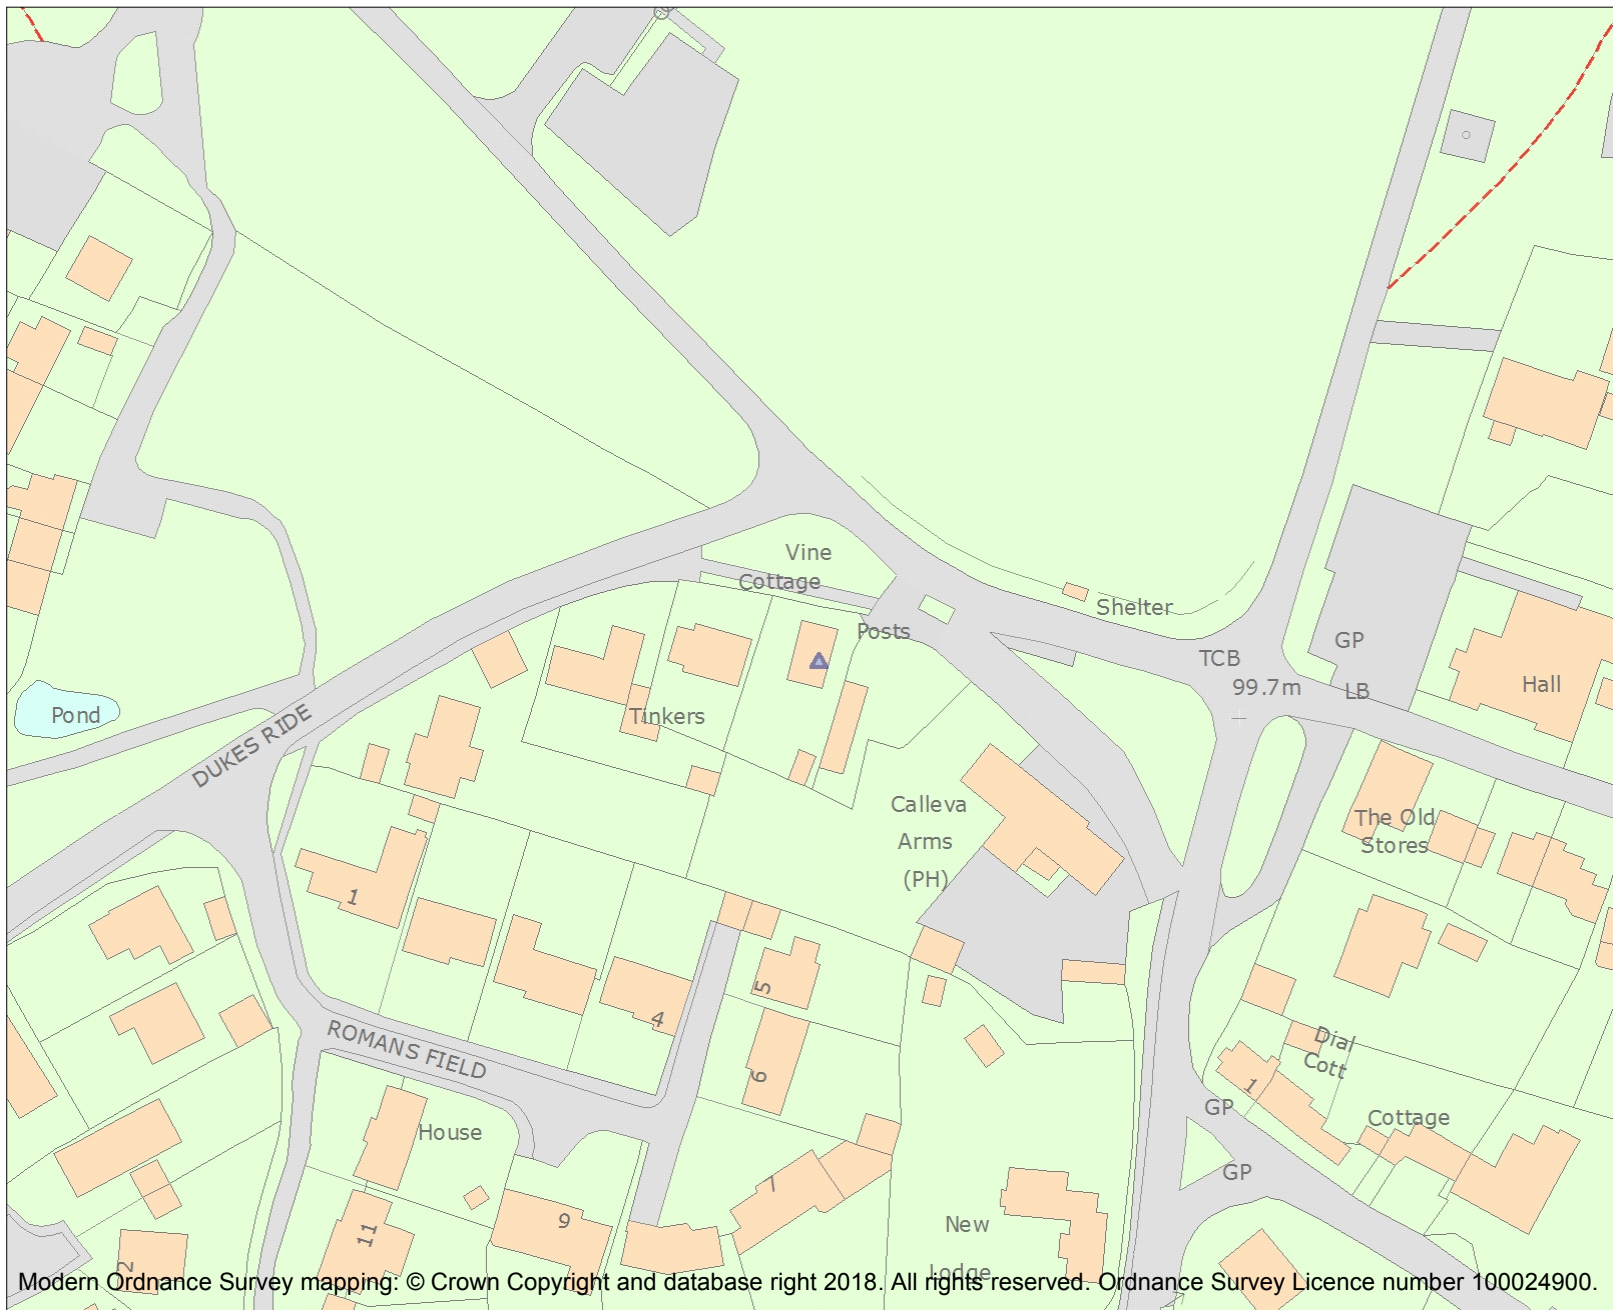 Vine
Cottage
Shelter
Posts
GP
TCB
99.7m
LB
Hall
Pond
Tinkers
DUKES RIDE
Calleva
Arms
(PH)
The Old
Stores
1
5
4
ROMANS FIELD
6
Dial
Cott
1
GP
Cottage
House
GP
7
9
11
New
Lodge
2
Modern Ordnance Survey mapping: © Crown Copyright and database right 2018. All rights reserved. Ordnance Survey Licence number 100024900.